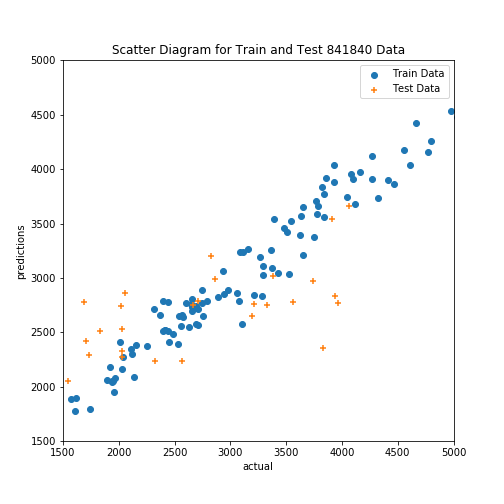 Scatter Diagram for Train and Test 841840 Data
Train Data
Test Data
predictions
5000
4500
4000
3500
3000
2500
2000
1500
1500 2000 2500 3000 3500 4000 4500 5000
actual